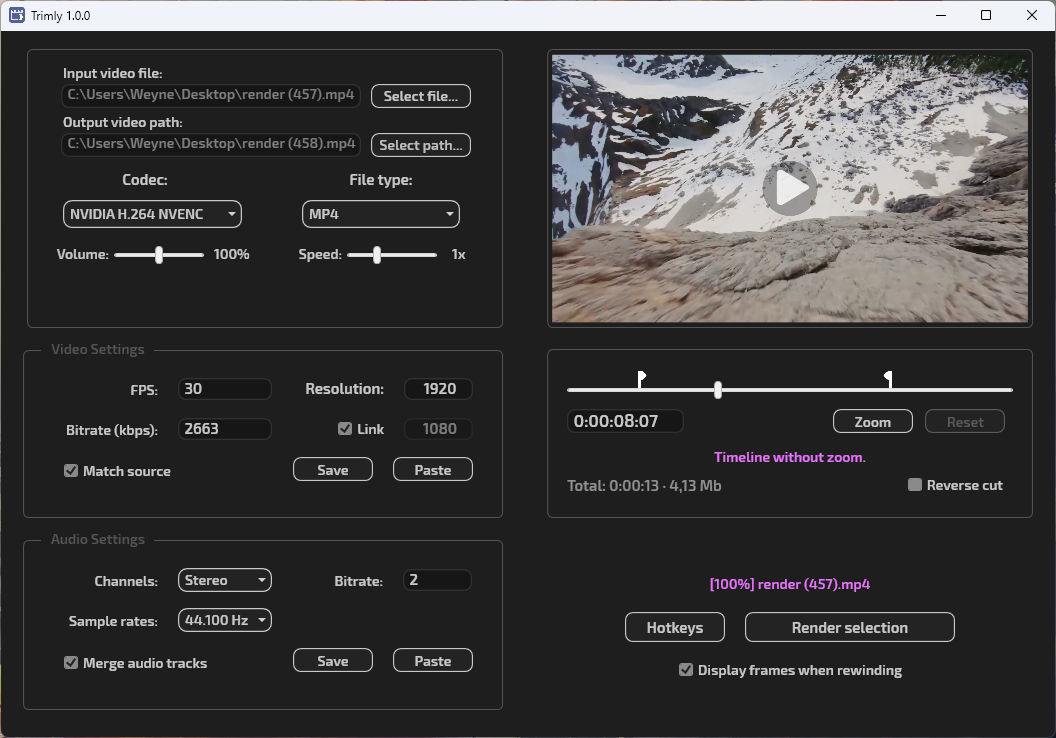 Trimly 1.0.0
Input video file:
C:\Users\Weyne\Desktop\render (457).mp4
Select file...
Output video path:
C:\Users\Weyne\Desktop\render (458).mp4
Select path...
Codec:
File type:
NVIDIA H.264 NVENC
MP4
Volume:
100%
Speed:
1x
Video Settings
FPS:
30
Resolution:
1920
Bitrate (kbps):
2663
Link
1080
Match source
Save
Paste
Audio Settings
Channels:
Stereo
Bitrate:
2
Sample rates:
44.100 Hz
Merge audio tracks
Save
Paste
0:00:08:07
Zoom
Reset
Timeline without zoom.
Total: 0:00:13 · 4,13 Mb
Reverse cut
[100%] render (457).mp4
Hotkeys
Render selection
Display frames when rewinding